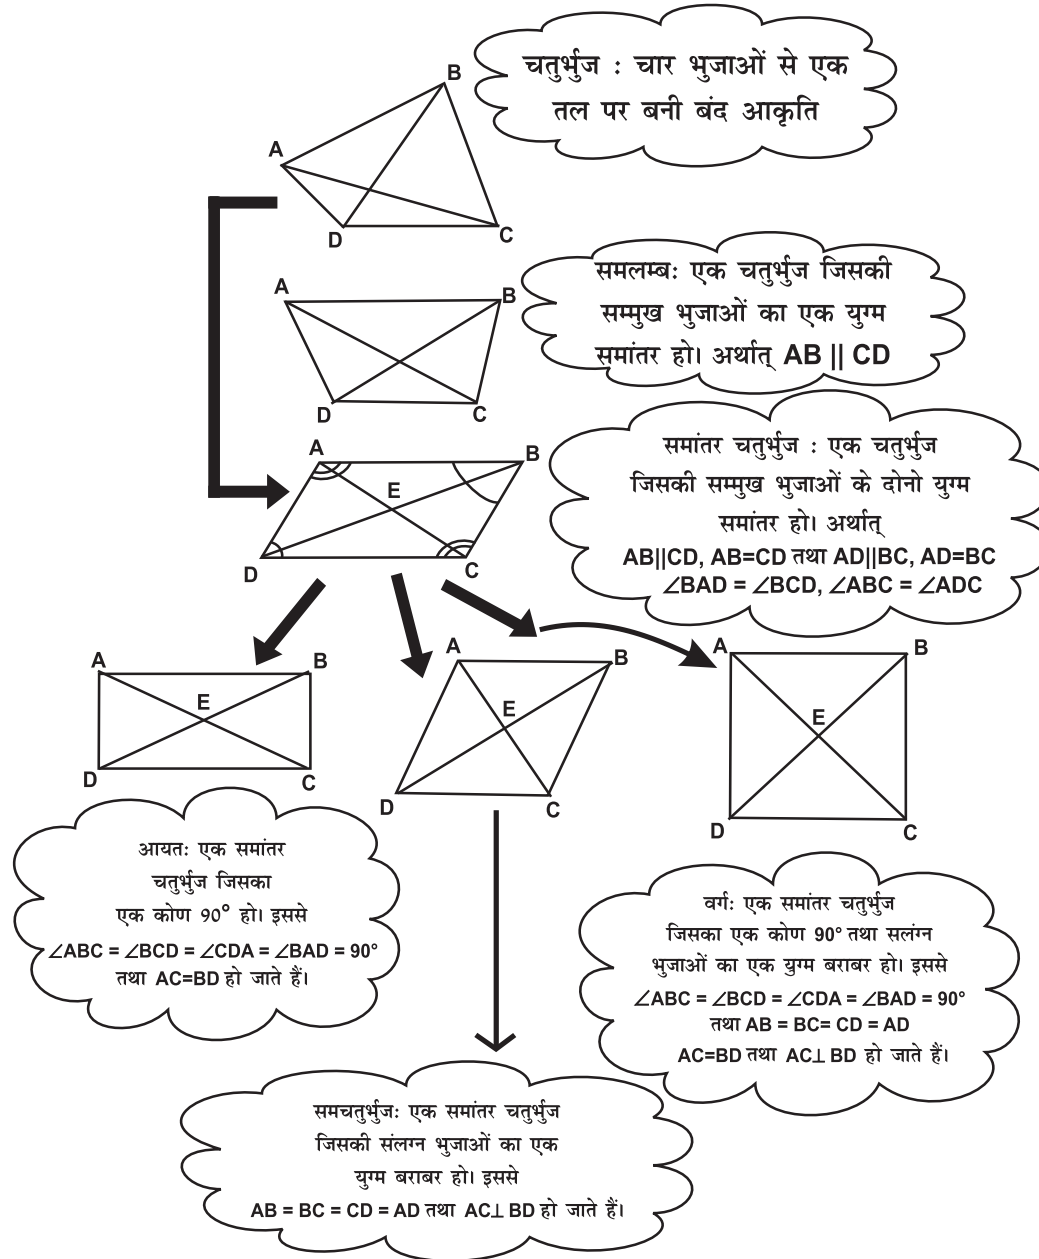 चतुर्भुज : चार भुजाओं से एक
तल पर बनी बंद आकृति
B
A
D
C
समलम्बः एक चतुर्भुज जिसकी
सम्मुख भुजाओं का एक युग्म
समांतर हो। अर्थात् AB || CD
A
B
D
C
समांतर चतुर्भुज : एक चतुर्भुज
जिसकी सम्मुख भुजाओं के दोनो युग्म
समांतर हो। अर्थात्
AB||CD, AB=CD तथा AD||BC, AD=BC
∠BAD = ∠BCD, ∠ABC = ∠ADC
A
B
E
D
C
A
B
E
D
C
A
B
E
D
C
A
B
E
D
C
आयतः एक समांतर
चतुर्भुज जिसका
एक कोण 90° हो। इससे
∠ABC = ∠BCD = ∠CDA = ∠BAD = 90°
तथा AC=BD हो जाते हैं।
वर्गः एक समांतर चतुर्भुज
जिसका एक कोण 90° तथा सलंग्न
भुजाओं का एक युग्म बराबर हो। इससे
∠ABC = ∠BCD = ∠CDA = ∠BAD = 90°
तथा AB = BC= CD = AD
AC=BD तथा AC⊥ BD हो जाते हैं।
समचतुर्भुजः एक समांतर चतुर्भुज
जिसकी संलग्न भुजाओं का एक
युग्म बराबर हो। इससे
AB = BC = CD = AD तथा AC⊥ BD हो जाते हैं।